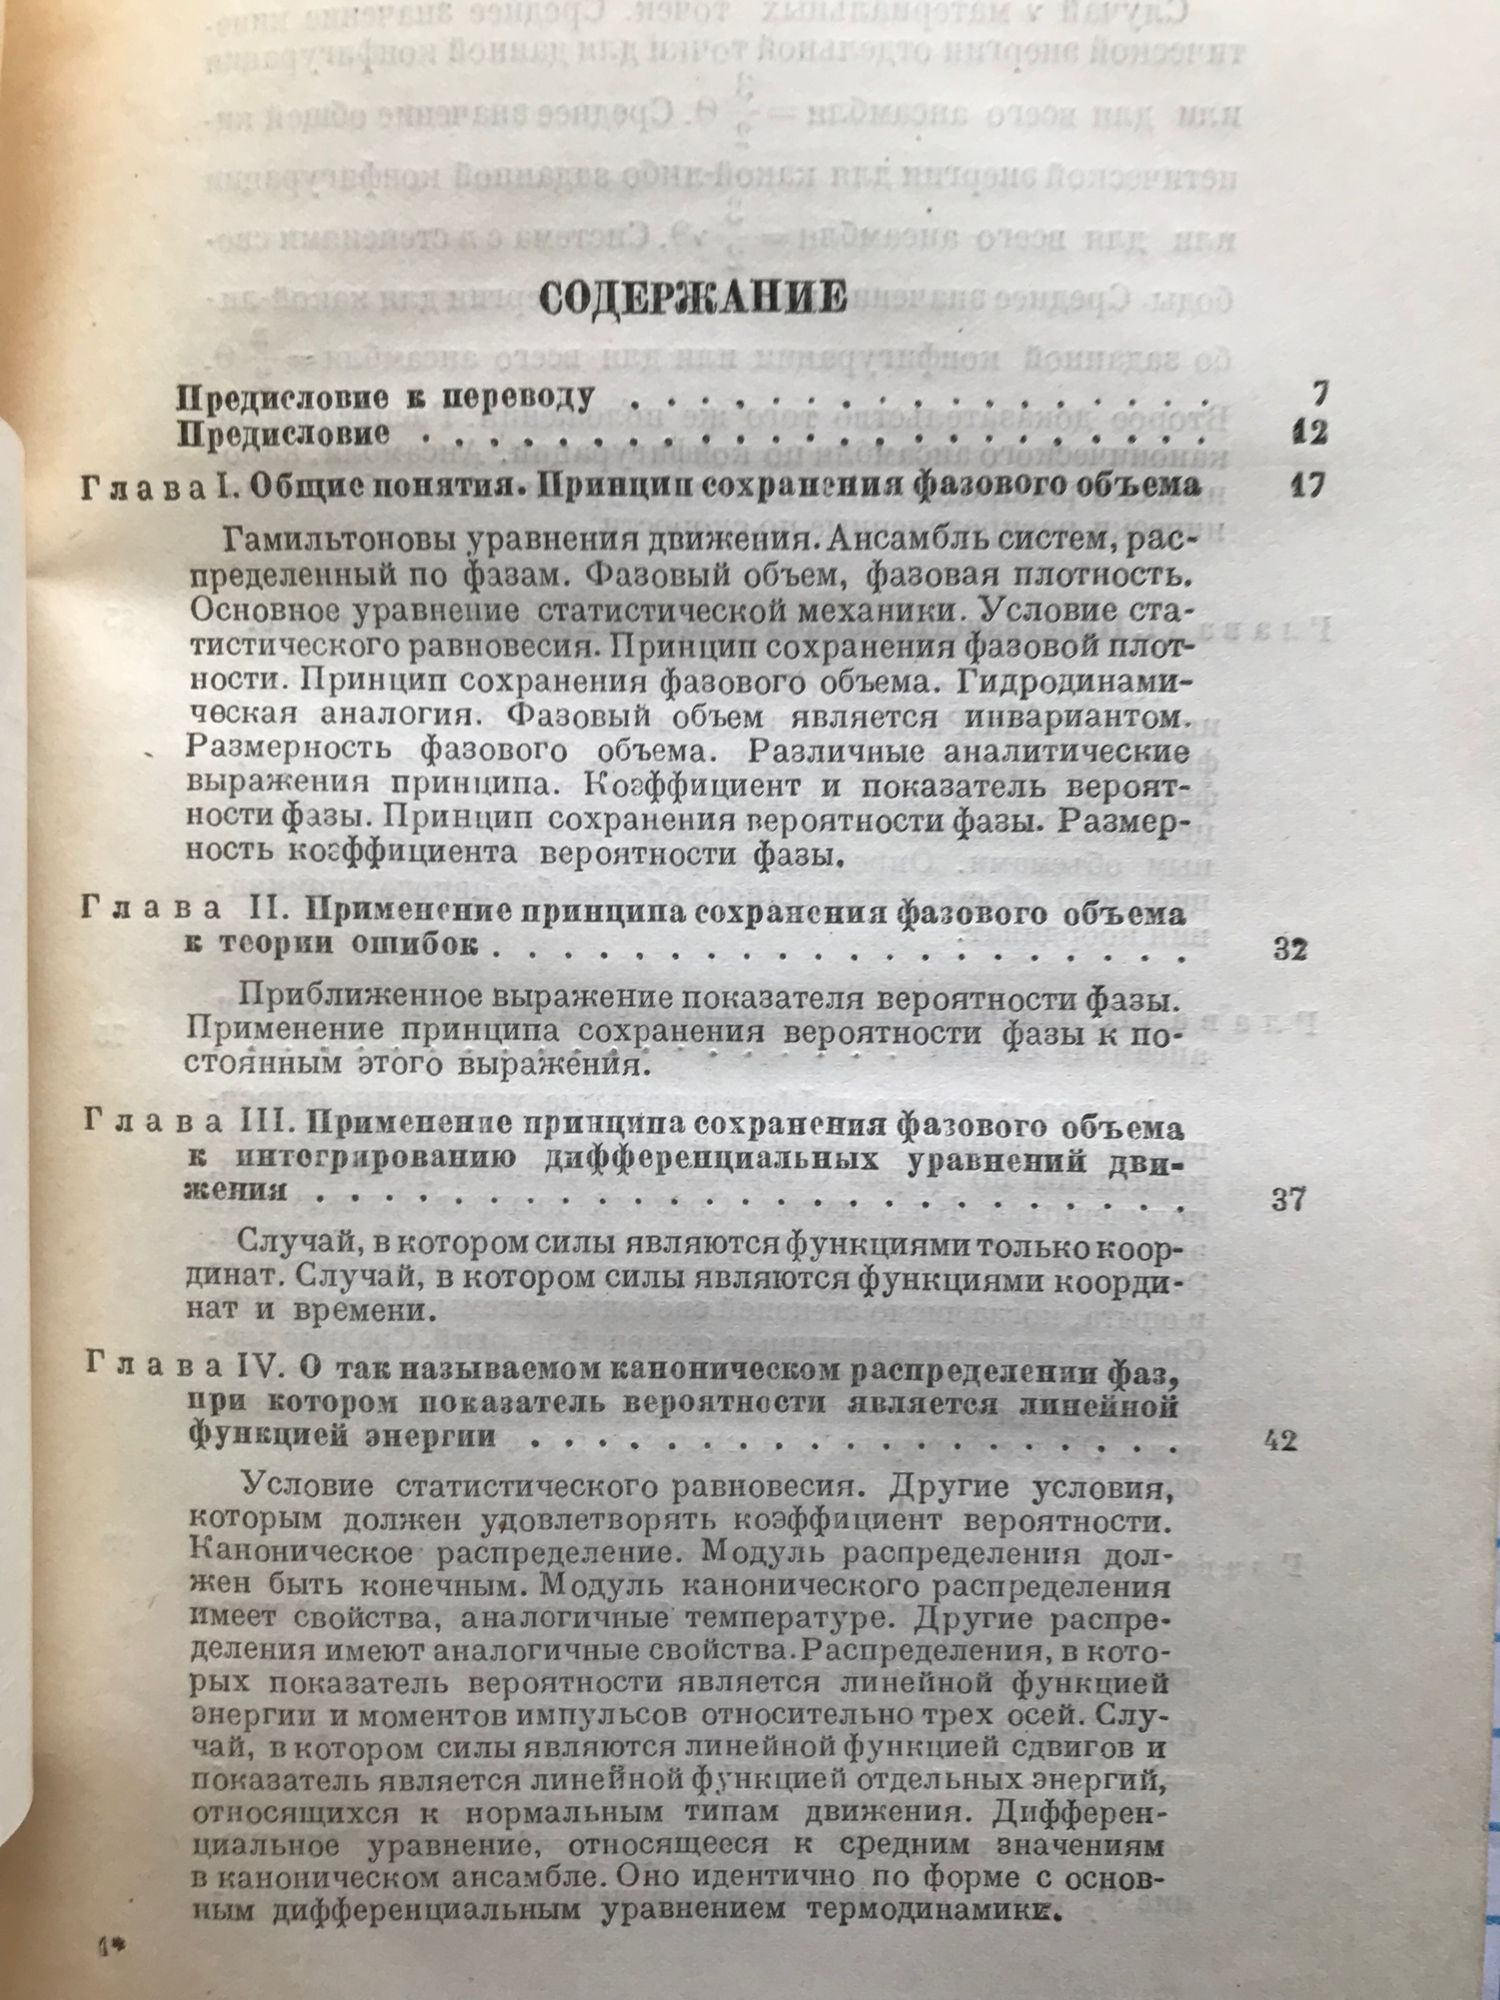 СОДЕРЖАНИЕ
Предисловие к переводу . . . . . . . . . . . . . . . . . 7
Предисловие . . . . . . . . . . . . . . . . . . . . . . 12
Глава I. Общие понятия. Принцип сохранения фазового объема 17
Гамильтоновы уравнения движения. Ансамбль систем, рас-
пределенный по фазам. Фазовый объем, фазовая плотность.
Основное уравнение статистической механики. Условие ста-
тистического равновесия. Принцип сохранения фазовой плот-
ности. Принцип сохранения фазового объема. Гидродинами-
ческая аналогия. Фазовый объем является инвариантом.
Размерность фазового объема. Различные аналитические
выражения принципа. Коэффициент и показатель вероят-
ности фазы. Принцип сохранения вероятности фазы. Размер-
ность коэффициента вероятности фазы.
Глава II. Применение принципа сохранения фазового объема
к теории ошибок . . . . . . . . . . . . . . . . . . 32
Приближенное выражение показателя вероятности фазы.
Применение принципа сохранения вероятности фазы к по-
стоянным этого выражения.
Глава III. Применение принципа сохранения фазового объема
к интегрированию дифференциальных уравнений дви-
жения . . . . . . . . . . . . . . . . . . . . . . . 37
Случай, в котором силы являются функциями только коор-
динат. Случай, в котором силы являются функциями коорди-
нат и времени.
Глава IV. О так называемом каноническом распределении фаз,
при котором показатель вероятности является линейной
функцией энергии . . . . . . . . . . . . . . . . . 42
Условие статистического равновесия. Другие условия,
которым должен удовлетворять коэффициент вероятности.
Каноническое распределение. Модуль распределения дол-
жен быть конечным. Модуль канонического распределения
имеет свойства, аналогичные температуре. Другие распре-
деления имеют аналогичные свойства. Распределения, в кото-
рых показатель вероятности является линейной функцией
энергии и моментов импульсов относительно трех осей. Слу-
чай, в котором силы являются линейной функцией сдвигов и
показатель является линейной функцией отдельных энергий,
относящихся к нормальным типам движения. Дифферен-
циальное уравнение, относящееся к средним значениям
в каноническом ансамбле. Оно идентично по форме с основ-
ным дифференциальным уравнением термодинамики.
1*